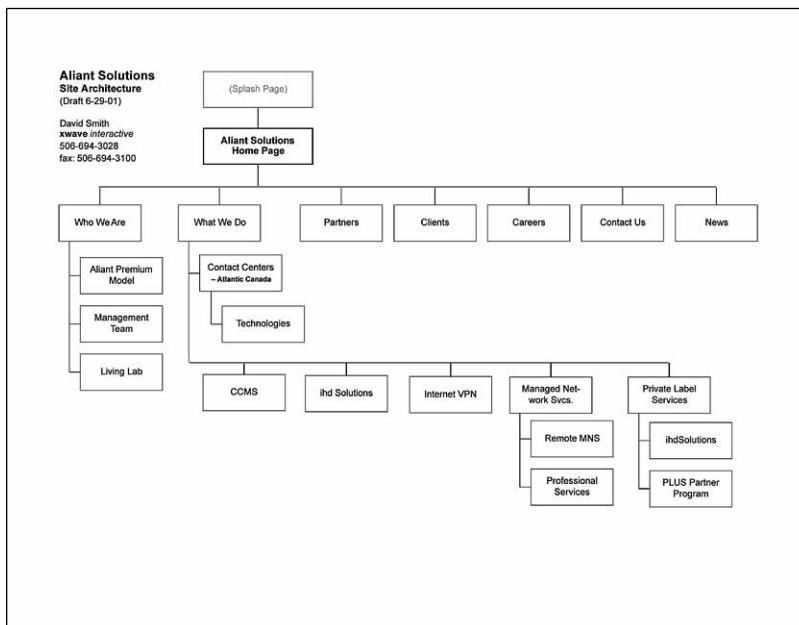 Aliant Solutions
Site Architecture
(Draft 6-29-01)
David Smith
xwave interactive
506-694-3028
fax: 506-694-3100
(Splash Page)
Aliant Solutions
Home Page
Who We Are
What We Do
Partners
Clients
Careers
Contact Us
News
Aliant Premium
Model
Management
Team
Living Lab
Contact Centers
– Atlantic Canada
Technologies
CCMS
ihd Solutions
Internet VPN
Managed Net-
work Svcs.
Private Label
Services
Remote MNS
Professional
Services
ihdSolutions
PLUS Partner
Program